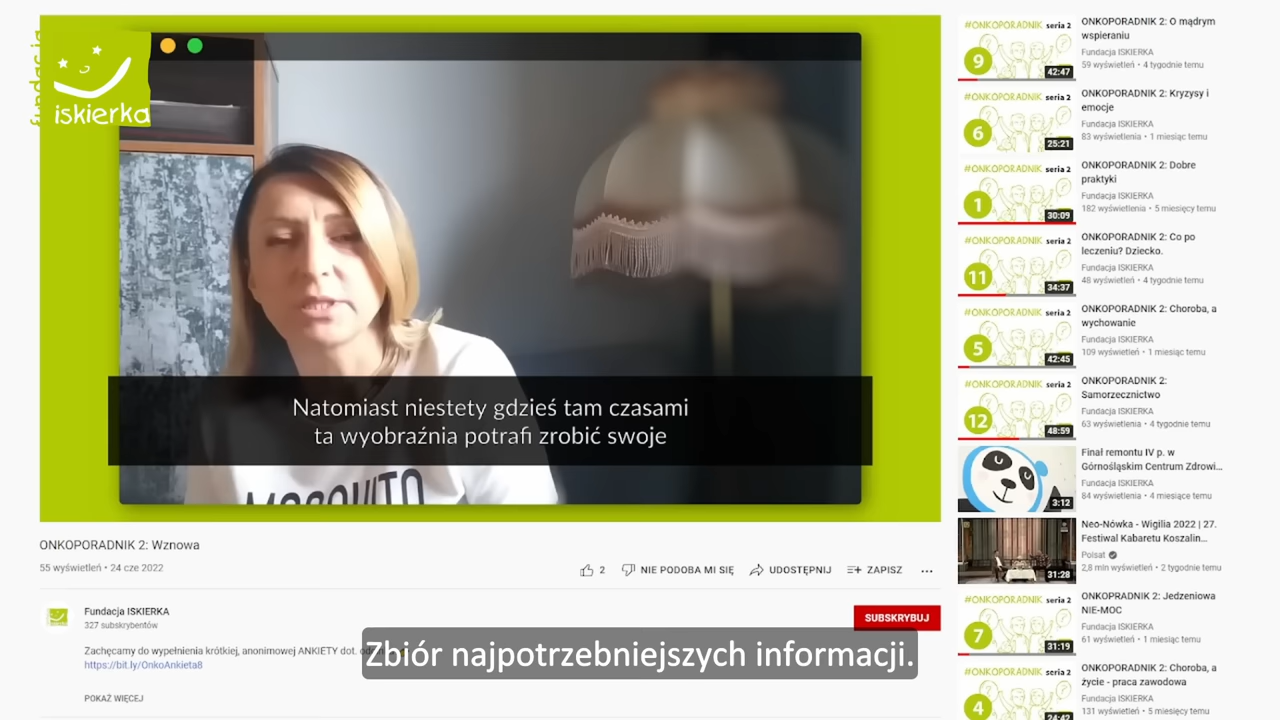 fundacja
iskierka
MOSQUITO
Natomiast niestety gdzieś tam czasami
ta wyobraźnia potrafi zrobić swoje
ONKOPORADNIK 2: Wznowa
55 wyświetleń • 24 cze 2022
2
NIE PODOBA MI SIĘ
UDOSTĘPNIJ
ZAPISZ
Fundacja ISKIERKA
327 subskrybentów
SUBSKRYBUJ
Zachęcamy do wypełnienia krótkiej, anonimowej ANKIETY dot.
https://bit.ly/OnkoAnkieta8
POKAŻ WIĘCEJ
Zbiór najpotrzebniejszych informacji.
#ONKOPORADNIK seria 2
9
42:47
ONKOPORADNIK 2: O mądrym
wspieraniu
Fundacja ISKIERKA
59 wyświetleń • 4 tygodnie temu
#ONKOPORADNIK seria 2
6
25:21
ONKOPORADNIK 2: Kryzysy i
emocje
Fundacja ISKIERKA
83 wyświetlenia • 1 miesiąc temu
#ONKOPORADNIK seria 2
1
30:09
ONKOPORADNIK 2: Dobre
praktyki
Fundacja ISKIERKA
182 wyświetlenia • 5 miesięcy temu
#ONKOPORADNIK seria 2
11
34:37
ONKOPORADNIK 2: Co po
leczeniu? Dziecko.
Fundacja ISKIERKA
48 wyświetleń • 4 tygodnie temu
#ONKOPORADNIK seria 2
5
42:45
ONKOPORADNIK 2: Choroba, a
wychowanie
Fundacja ISKIERKA
109 wyświetleń • 1 miesiąc temu
#ONKOPORADNIK seria 2
12
48:59
ONKOPORADNIK 2:
Samorzecznictwo
Fundacja ISKIERKA
63 wyświetlenia • 4 tygodnie temu
3:12
Finał remontu IV p. w
Górnośląskim Centrum Zdrowi...
Fundacja ISKIERKA
84 wyświetlenia • 4 miesiące temu
31:28
Neo-Nówka - Wigilia 2022 | 27.
Festiwal Kabaretu Koszalin...
Polsat
2,8 mln wyświetleń • 2 tygodnie temu
#ONKOPORADNIK seria 2
7
31:19
ONKOPRADNIK 2: Jedzeniowa
NIE-MOC
Fundacja ISKIERKA
61 wyświetleń • 1 miesiąc temu
#ONKOPORADNIK seria 2
4
24:42
ONKOPORADNIK 2: Choroba, a
życie - praca zawodowa
Fundacja ISKIERKA
131 wyświetleń • 5 miesięcy temu